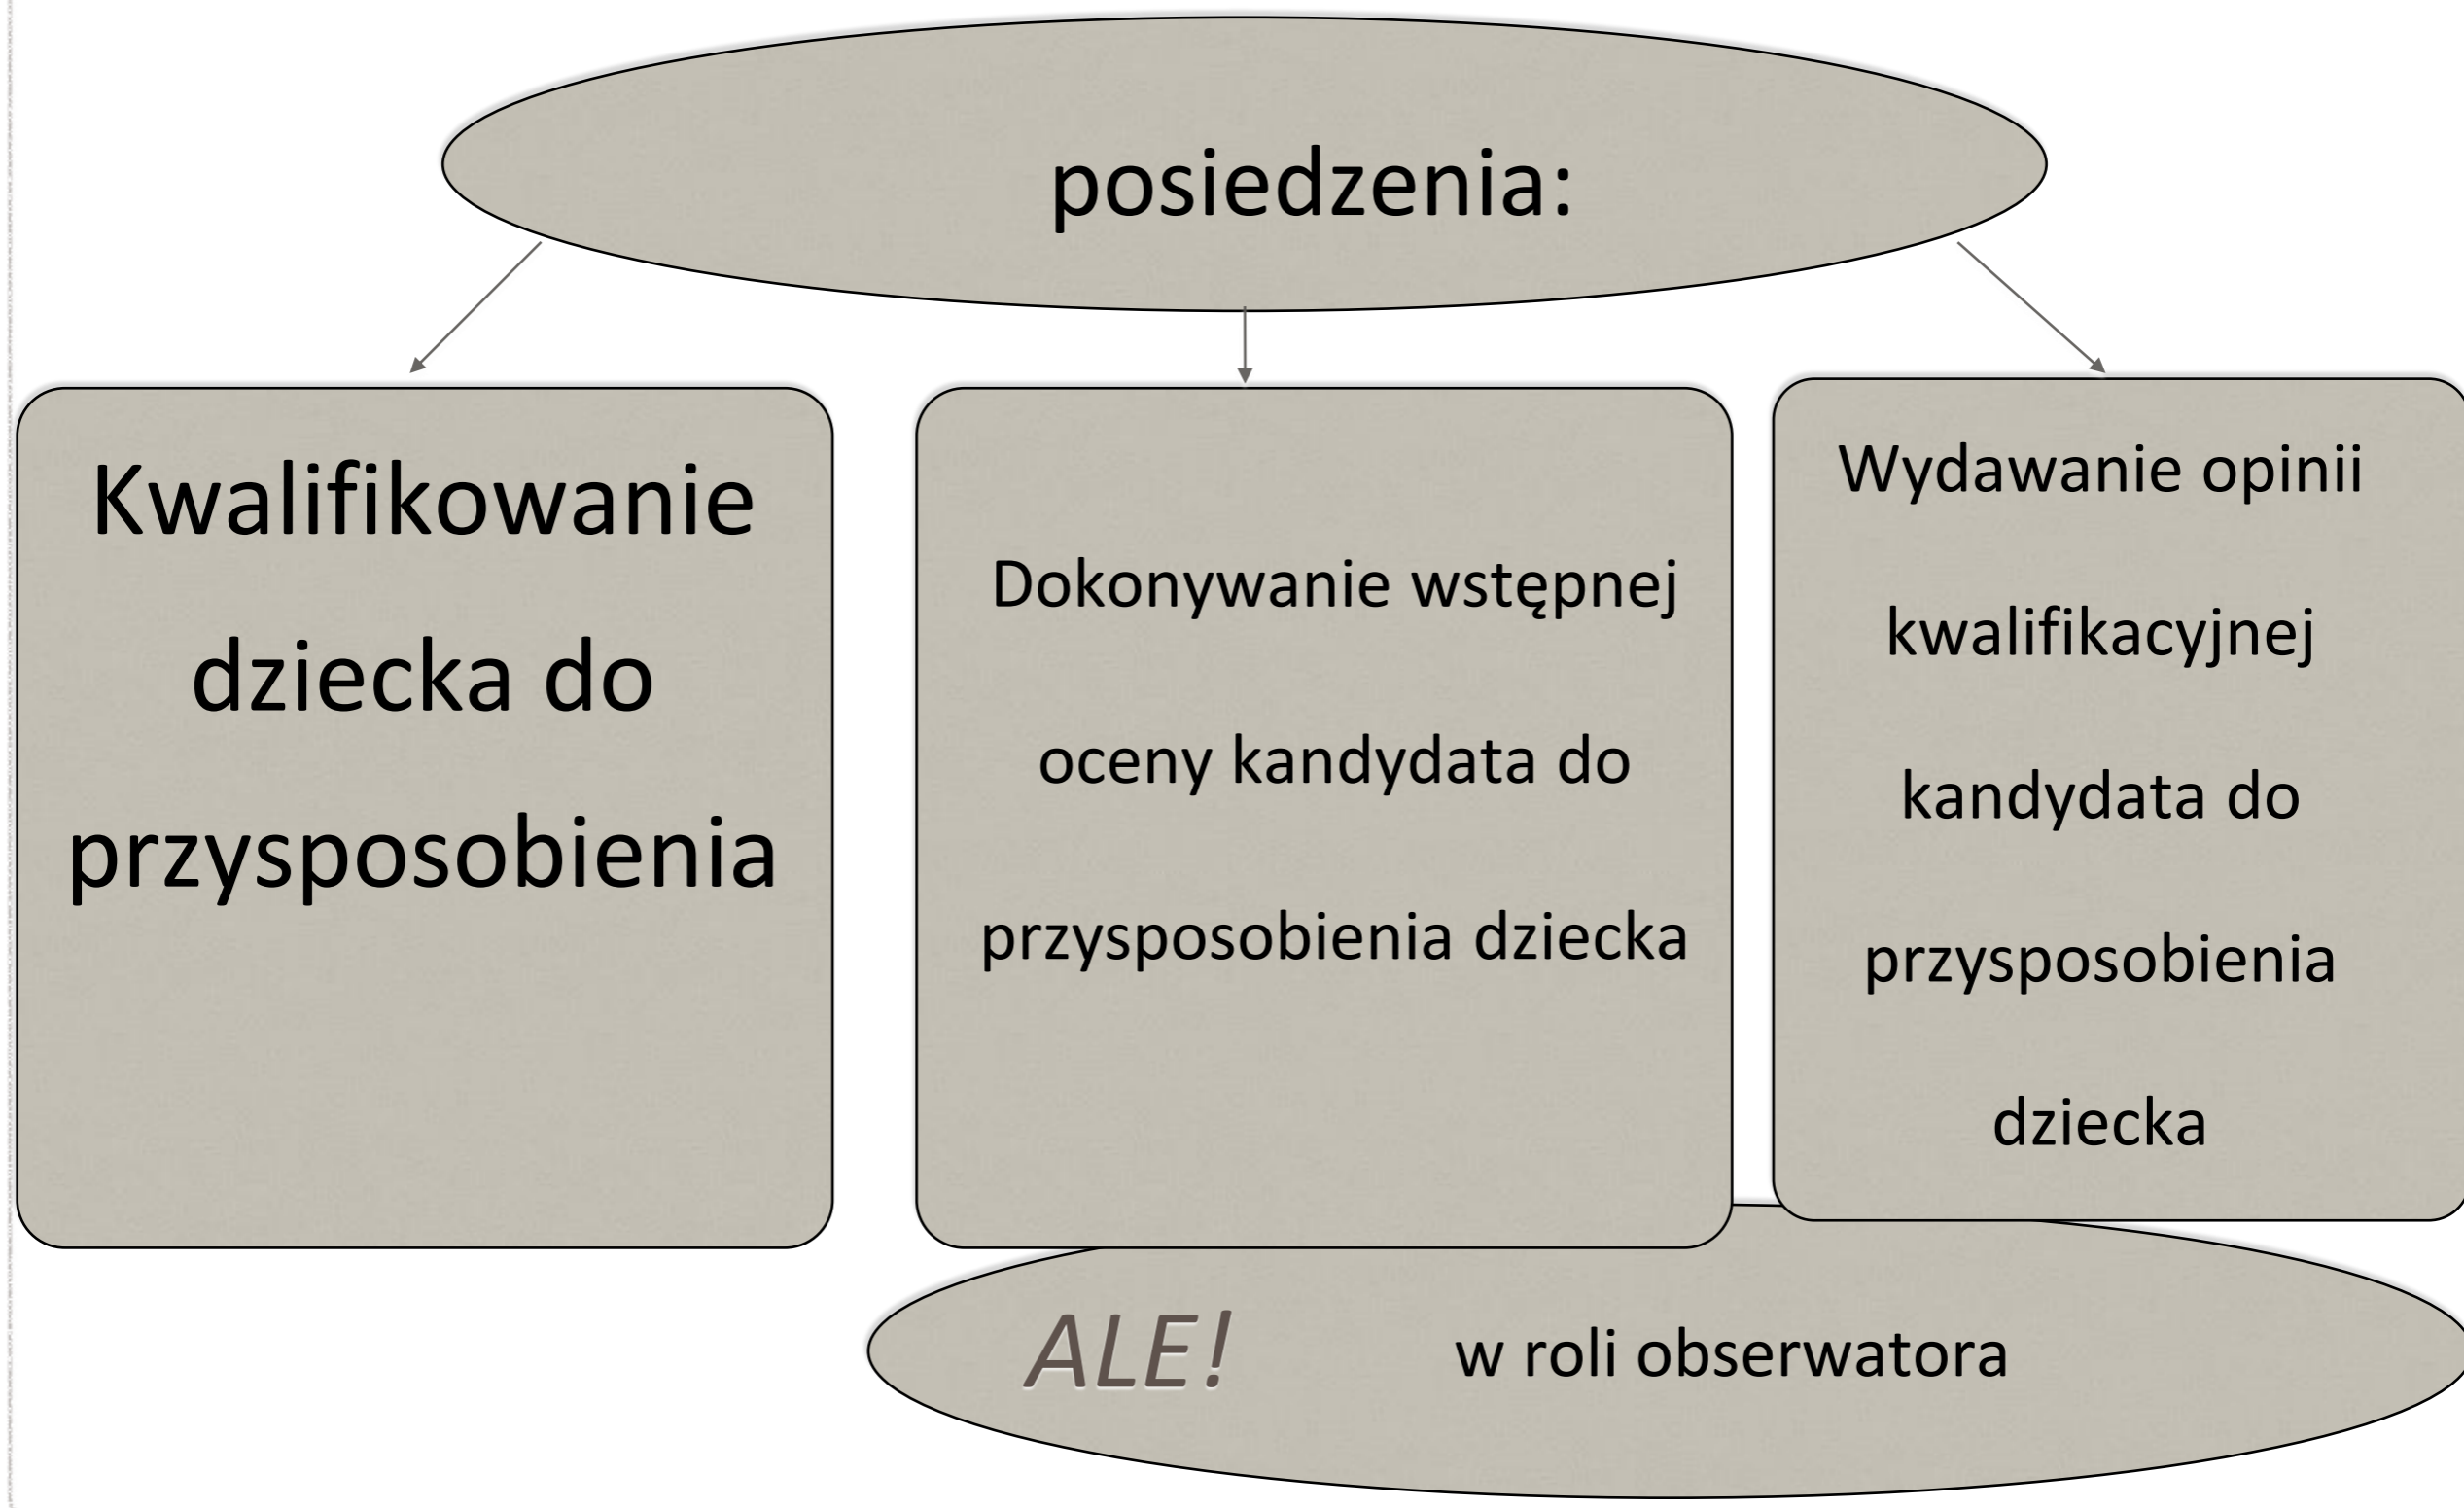 posiedzenia:
Kwalifikowanie
dziecka do
przysposobienia
Dokonywanie wstępnej
oceny kandydata do
przysposobienia dziecka
Wydawanie opinii
kwalifikacyjnej
kandydata do
przysposobienia
dziecka
ALE! w roli obserwatora